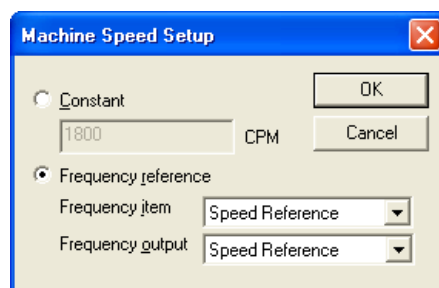 Machine Speed Setup
Constant
OK
1800
CPM
Cancel
Frequency reference
Frequency item
Speed Reference
Frequency output
Speed Reference